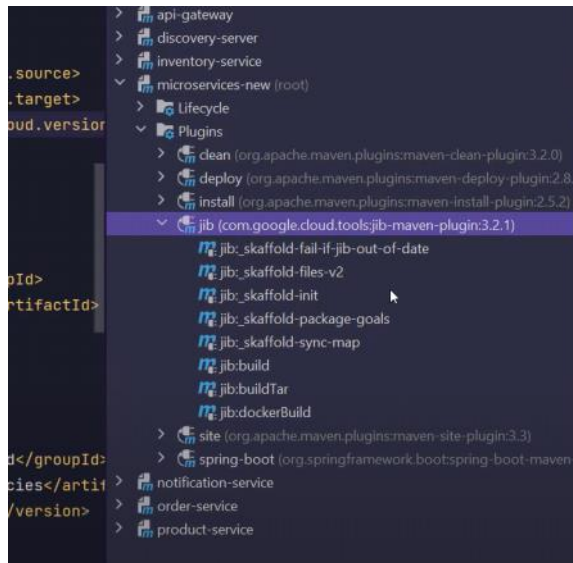 api-gateway
discovery-server
inventory-service
.source>
microservices-new (root)
.target>
Lifecycle
oud.version
Plugins
clean (org.apache.maven.plugins:maven-clean-plugin:3.2.0)
deploy (org.apache.maven.plugins:maven-deploy-plugin:2.8.
install (org.apache.maven.plugins:maven-install-plugin:2.5.2)
jib (com.google.cloud.tools:jib-maven-plugin:3.2.1)
jib:_skaffold-fail-if-jib-out-of-date
pId>
jib:_skaffold-files-v2
rtifactId>
jib:_skaffold-init
jib:_skaffold-package-goals
jib:_skaffold-sync-map
jib:build
jib:buildTar
jib:dockerBuild
site (org.apache.maven.plugins:maven-site-plugin:3.3)
d</groupId>
spring-boot (org.springframework.boot:spring-boot-maven-
cies</artif
notification-service
/version>
order-service
product-service